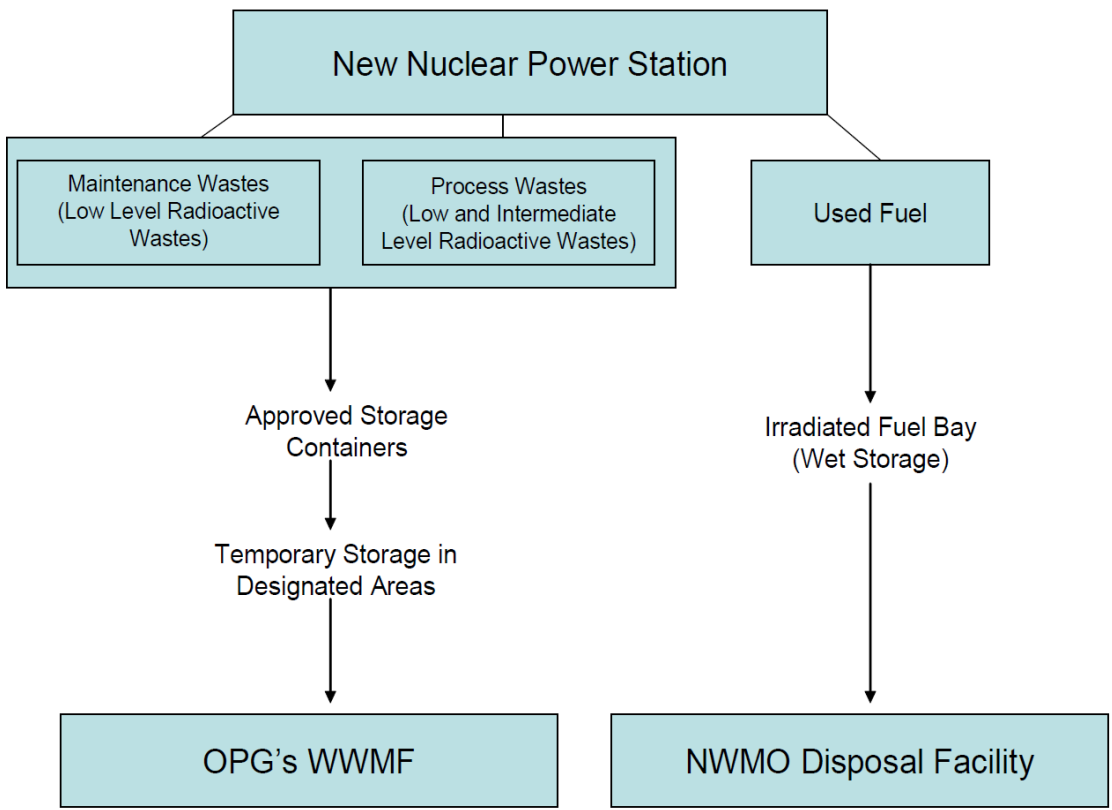 New Nuclear Power Station
Maintenance Wastes
(Low Level Radioactive
Wastes)
Process Wastes
(Low and Intermediate
Level Radioactive Wastes)
Used Fuel
Approved Storage
Containers
Irradiated Fuel Bay
(Wet Storage)
Temporary Storage in
Designated Areas
OPG's WWMF
NWMO Disposal Facility